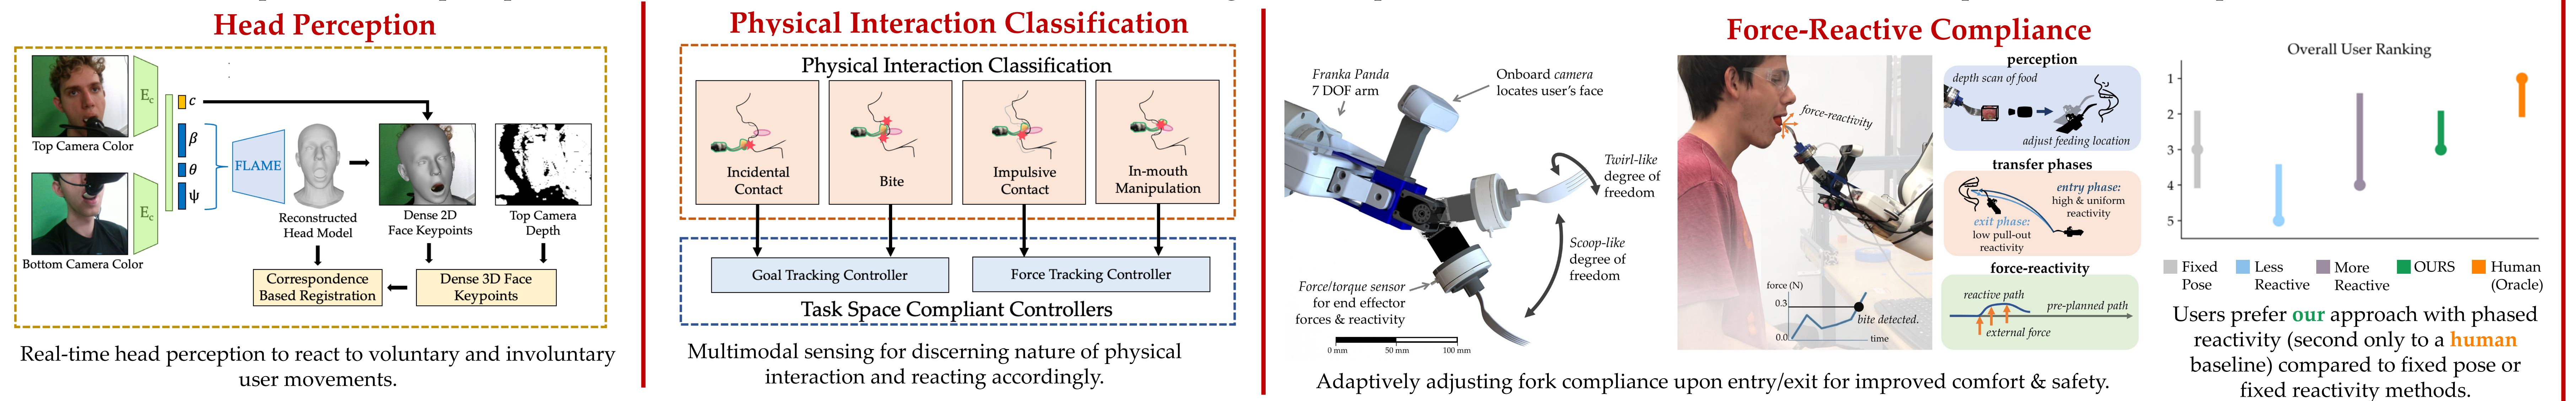 Head Perception
Top Camera Color
Bottom Camera Color
E_c
E_c
c
β
θ
ψ
FLAME
Reconstructed
Head Model
Dense 2D
Face Keypoints
Top Camera
Depth
Correspondence
Based Registration
Dense 3D Face
Keypoints
Real-time head perception to react to voluntary and involuntary
user movements.
Physical Interaction Classification
Physical Interaction Classification
Incidental
Contact
Bite
Impulsive
Contact
In-mouth
Manipulation
Goal Tracking Controller
Force Tracking Controller
Task Space Compliant Controllers
Multimodal sensing for discerning nature of physical
interaction and reacting accordingly.
Force-Reactive Compliance
Franka Panda
7 DOF arm
Onboard camera
locates user's face
Twirl-like
degree of
freedom
Scoop-like
degree of
freedom
Force/torque sensor
for end effector
forces & reactivity
0 mm
50 mm
100 mm
force-reactivity
force (N)
0.3
0.0
bite detected.
time
perception
depth scan of food
adjust feeding location
transfer phases
entry phase:
high & uniform
reactivity
exit phase:
low pull-out
reactivity
force-reactivity
reactive path
pre-planned path
external force
Adaptively adjusting fork compliance upon entry/exit for improved comfort & safety.
Overall User Ranking
1
2
3
4
5
Fixed
Pose
Less
Reactive
More
Reactive
OURS
Human
(Oracle)
Users prefer our approach with phased
reactivity (second only to a human
baseline) compared to fixed pose or
fixed reactivity methods.